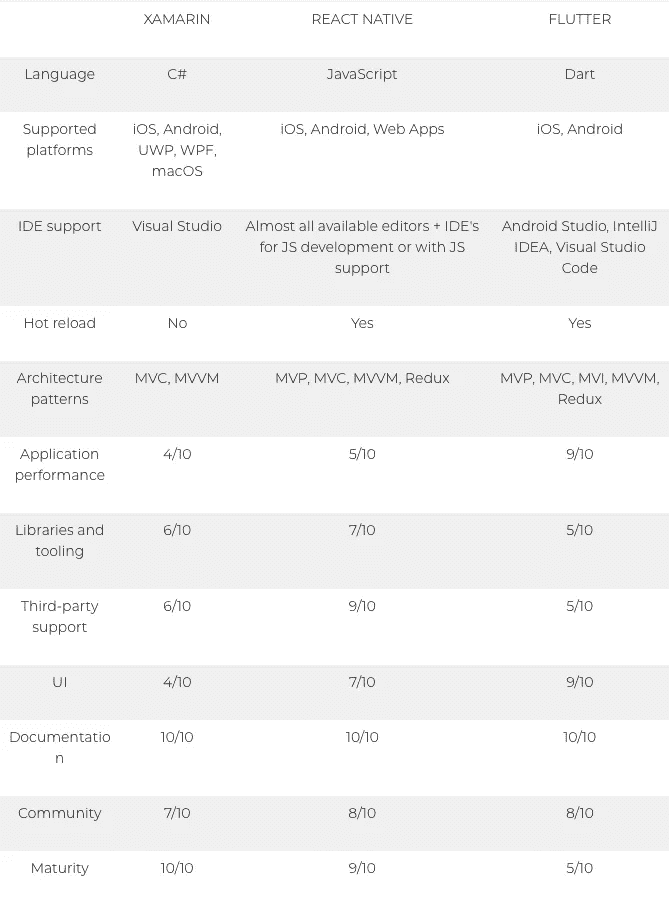 XAMARIN REACT NATIVE FLUTTER
Language C# JavaScript Dart
Supported iOS, Android, iOS, Android, Web Apps iOS, Android
platforms UWP, WPF,
macOS
IDE support Visual Studio Almost all available editors + IDE's Android Studio, IntelliJ
for JS development or with JS IDEA, Visual Studio
support Code
Hot reload No Yes Yes
Architecture MVC, MVVM MVP, MVC, MVVM, Redux MVP, MVC, MVI, MVVM,
patterns Redux
Application 4/10 5/10 9/10
performance
Libraries and 6/10 7/10 5/10
tooling
Third-party 6/10 9/10 5/10
support
UI 4/10 7/10 9/10
Documentatio 10/10 10/10 10/10
n
Community 7/10 8/10 8/10
Maturity 10/10 9/10 5/10